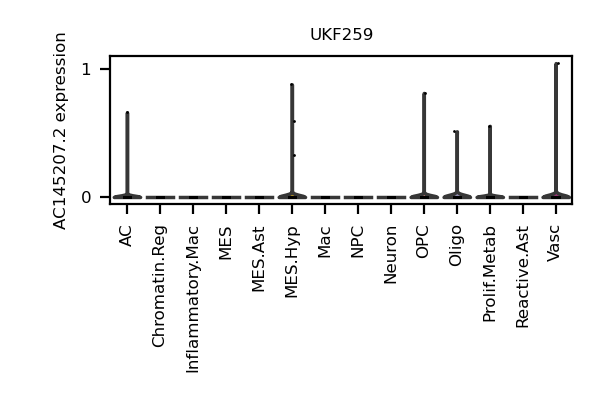 UKF259
AC145207.2 expression
1
0
AC
Chromatin.Reg
Inflammatory.Mac
MES
MES.Ast
MES.Hyp
Mac
NPC
Neuron
OPC
Oligo
Prolif.Metab
Reactive.Ast
Vasc